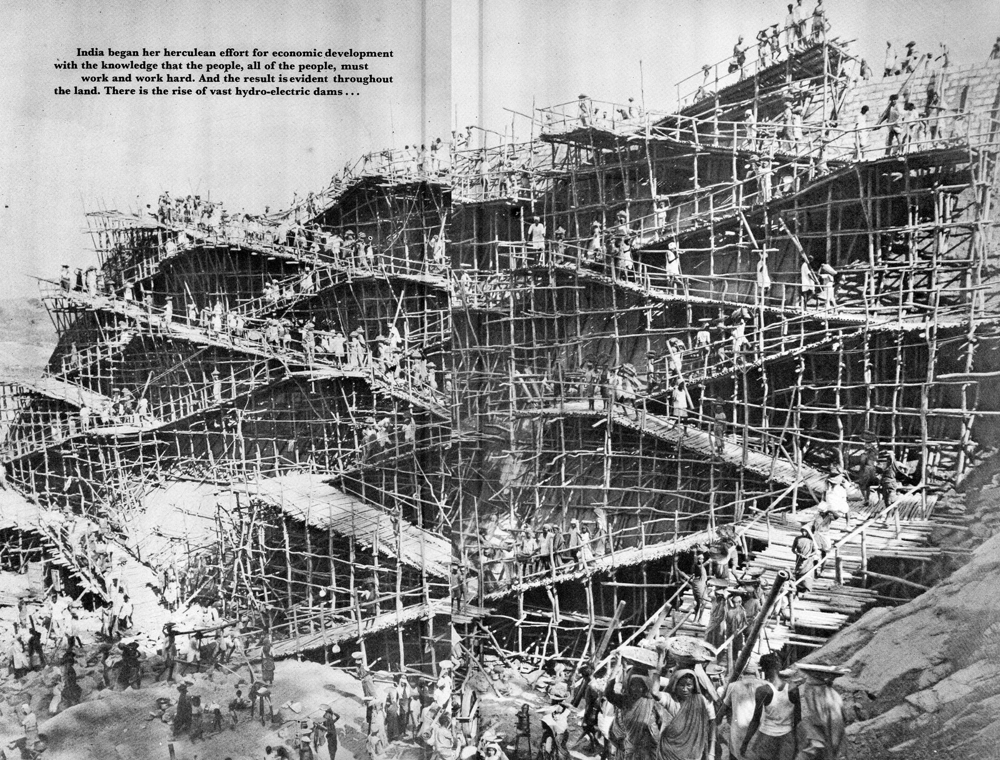 India began her herculean effort for economic development
with the knowledge that the people, all of the people, must
work and work hard. And the result is evident throughout
the land. There is the rise of vast hydro-electric dams . . .